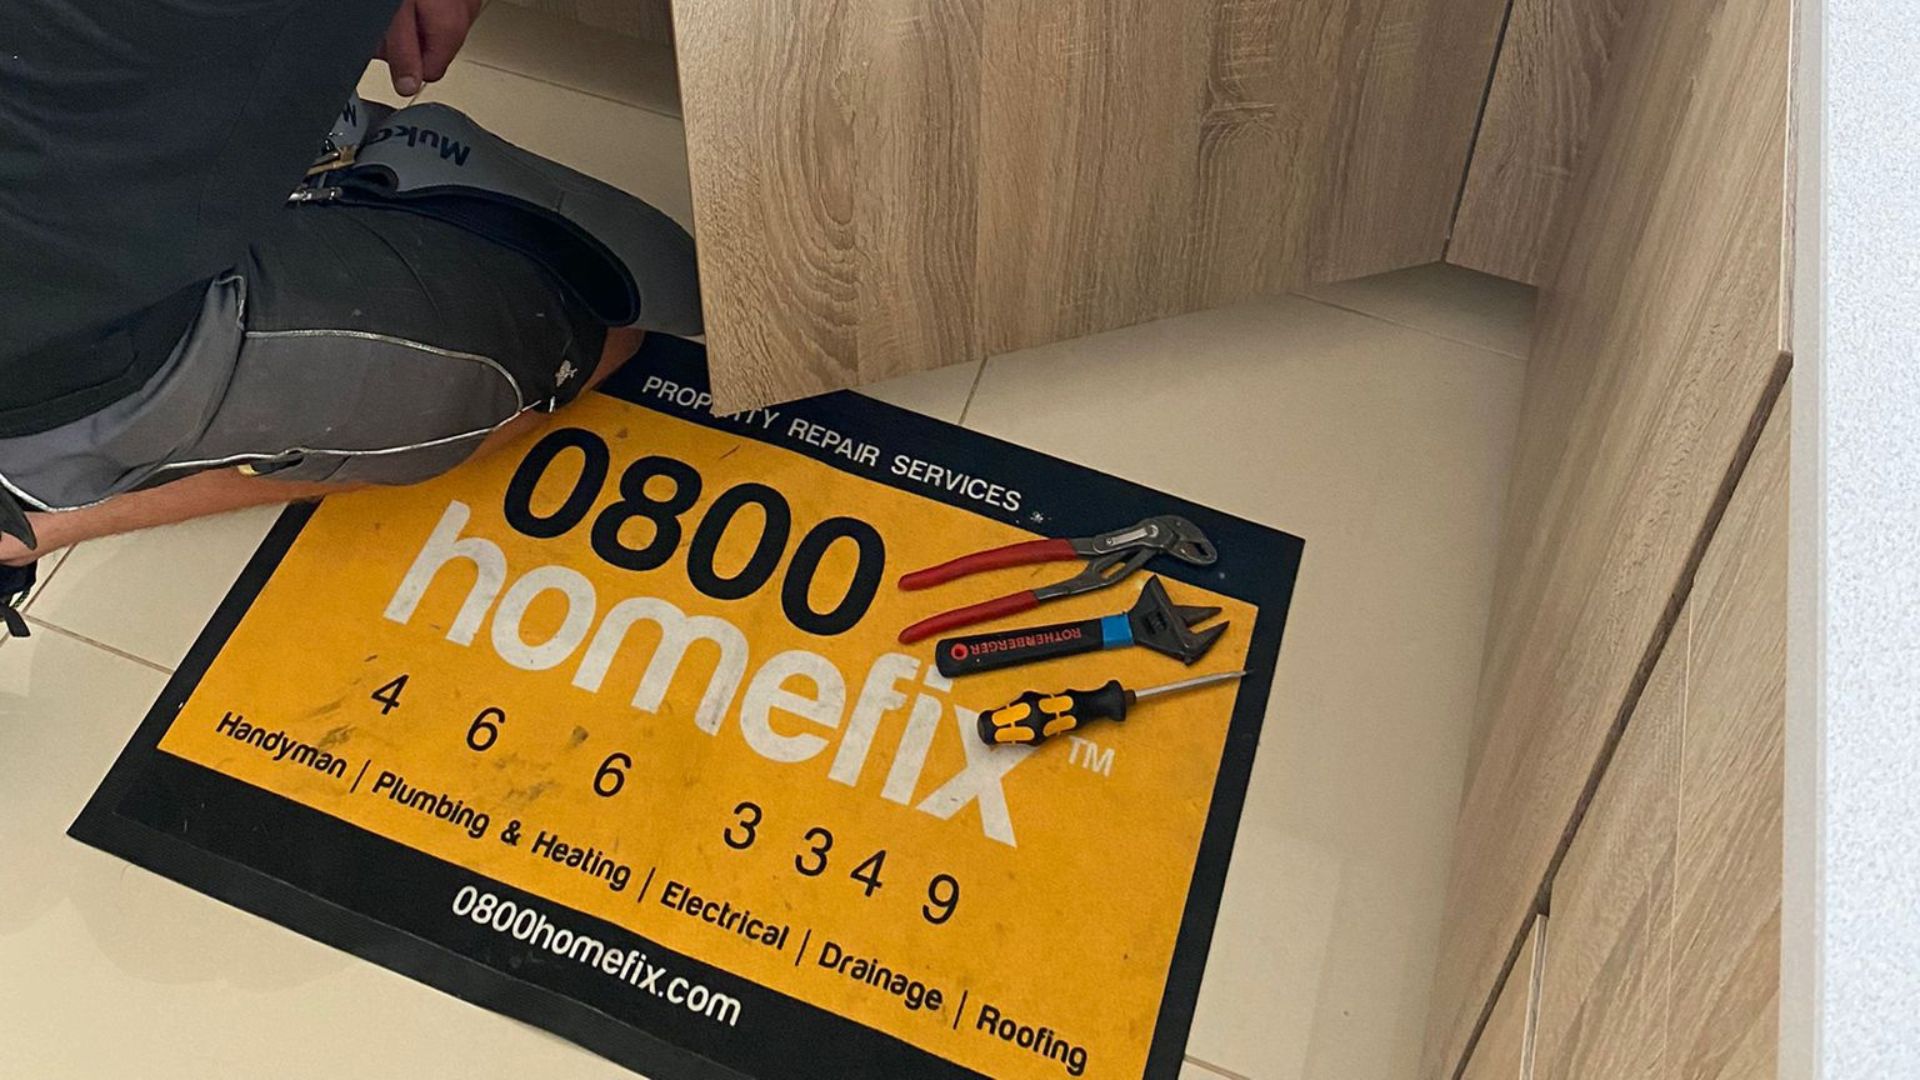 MukG
PROPERTY REPAIR SERVICES
0800
homefix™
4 6 6 3 3 4 9
Handyman | Plumbing & Heating | Electrical | Drainage | Roofing
0800homefix.com
ROTHENBERGER